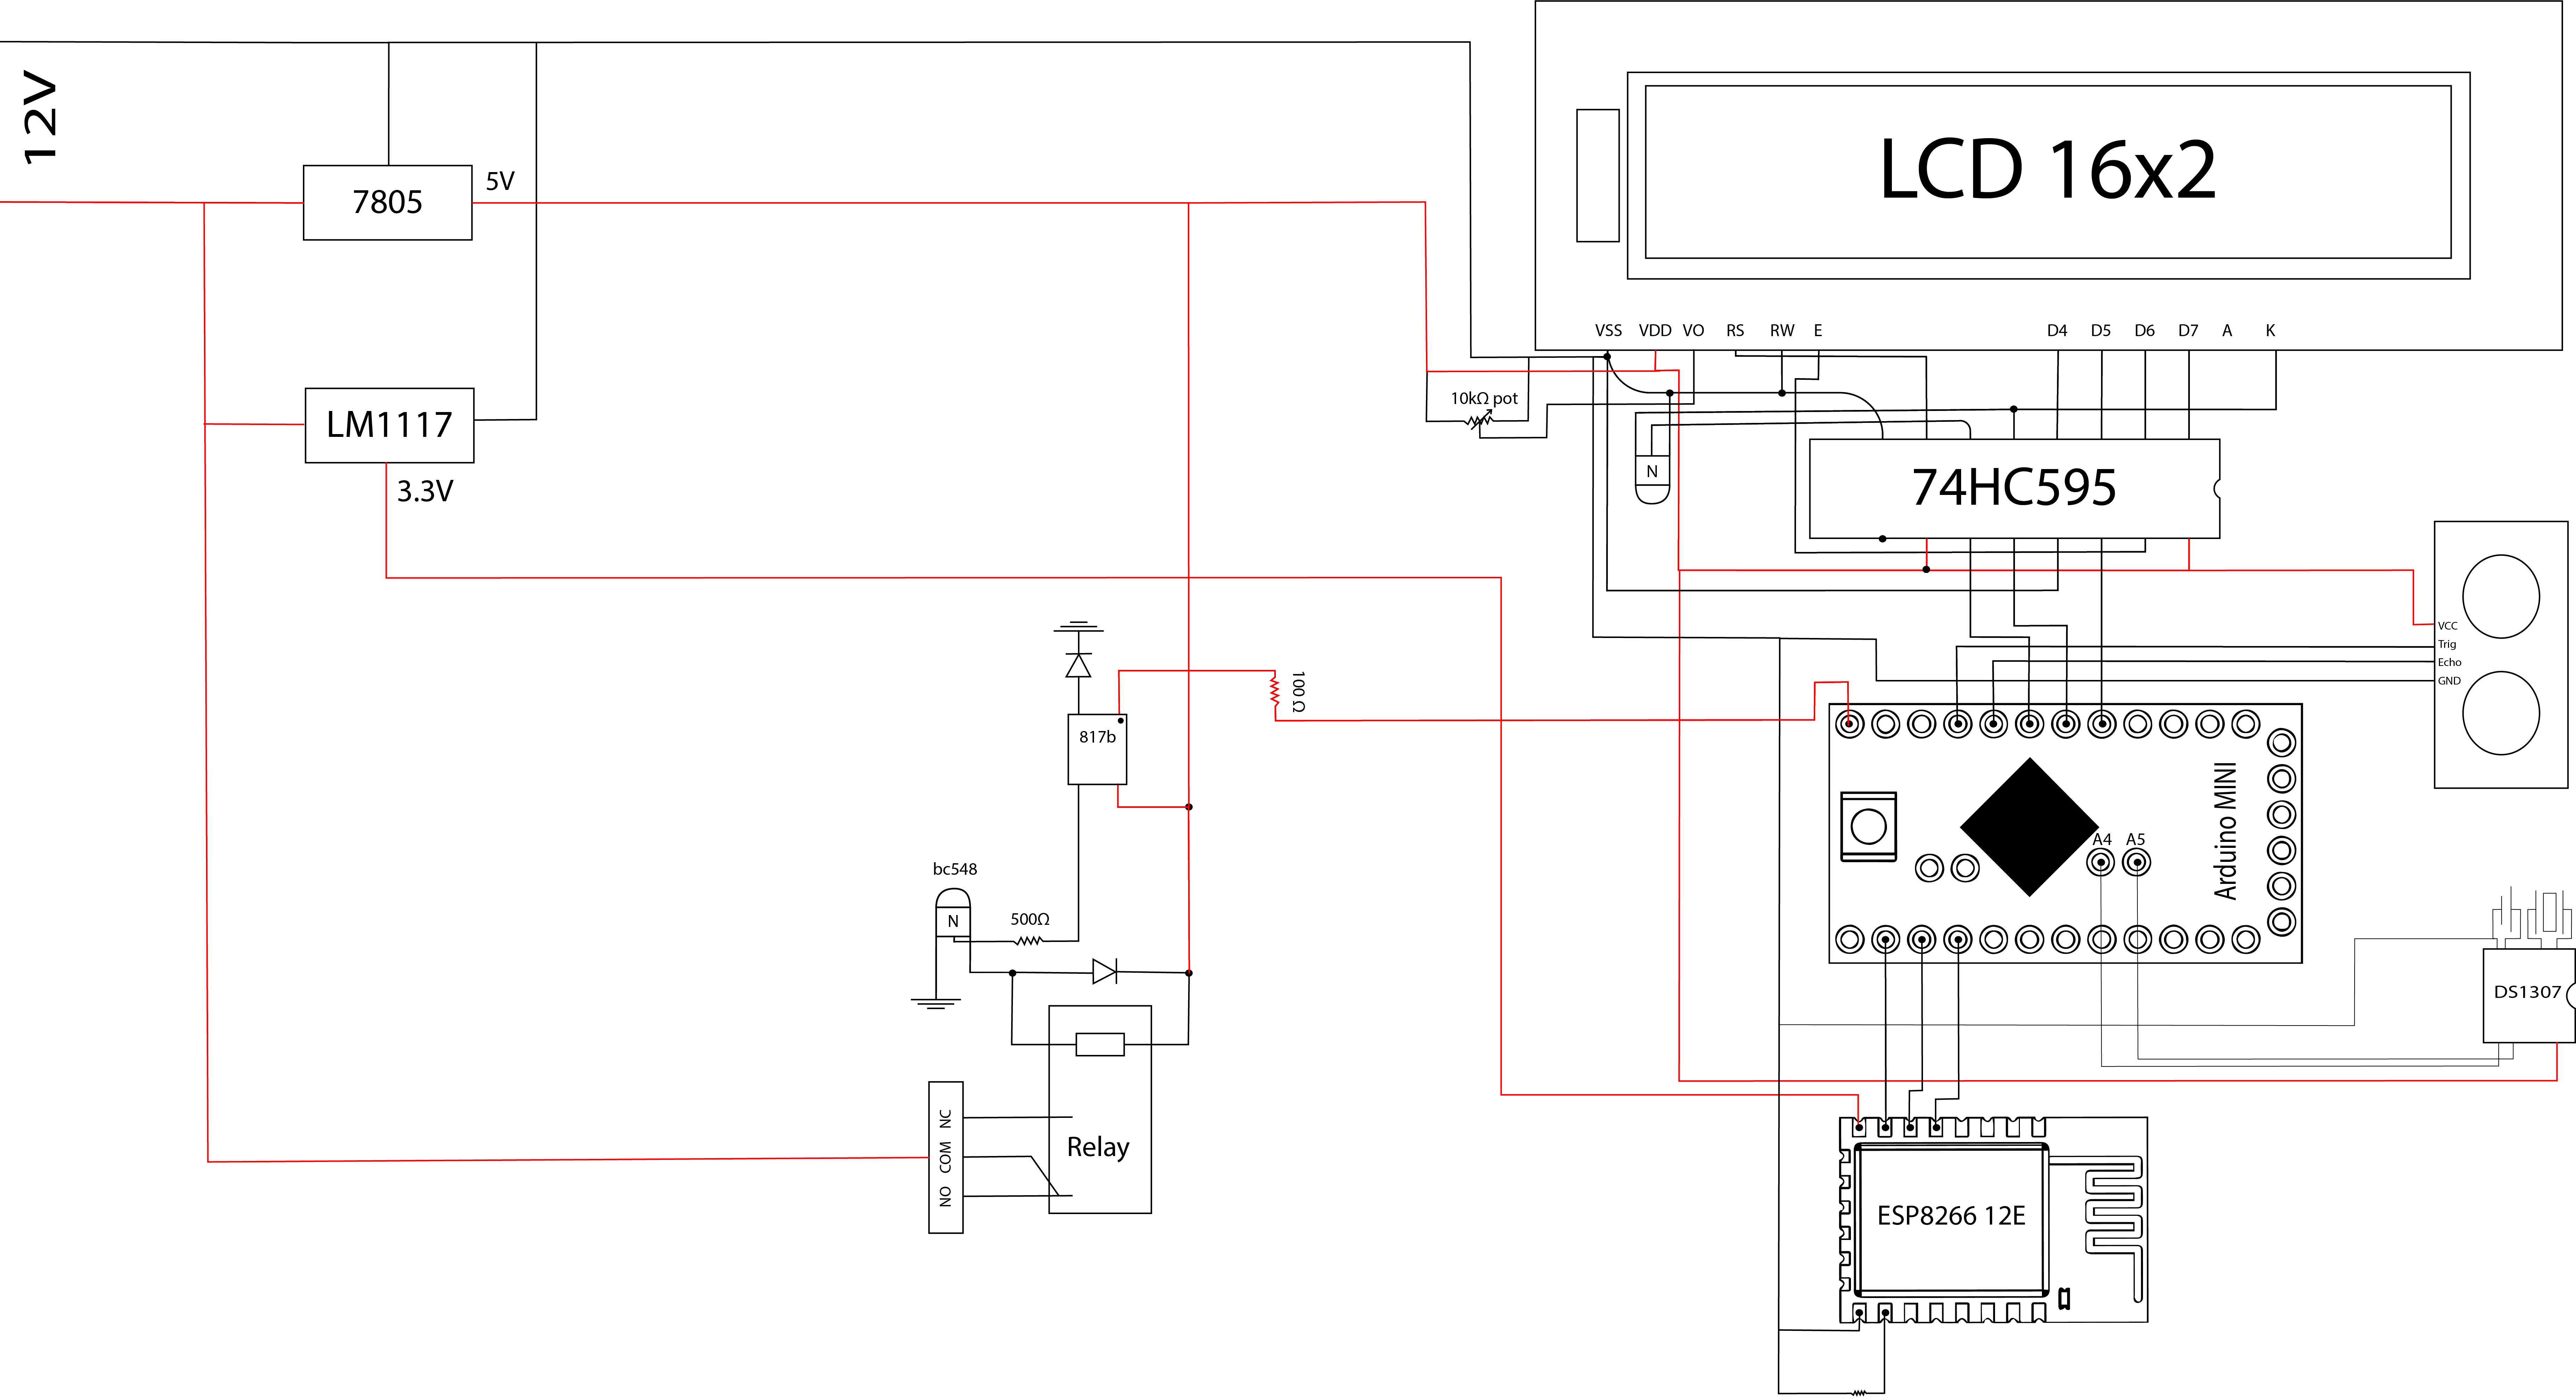 12V
7805
5V
LM1117
3.3V
LCD 16x2
VSS VDD VO RS RW E D4 D5 D6 D7 A K
10kΩ pot
N
74HC595
VCC
Trig
Echo
GND
100 Ω
817b
bc548
N
500Ω
Arduino MINI
A4 A5
DS1307
NC
COM
NO
Relay
ESP8266 12E